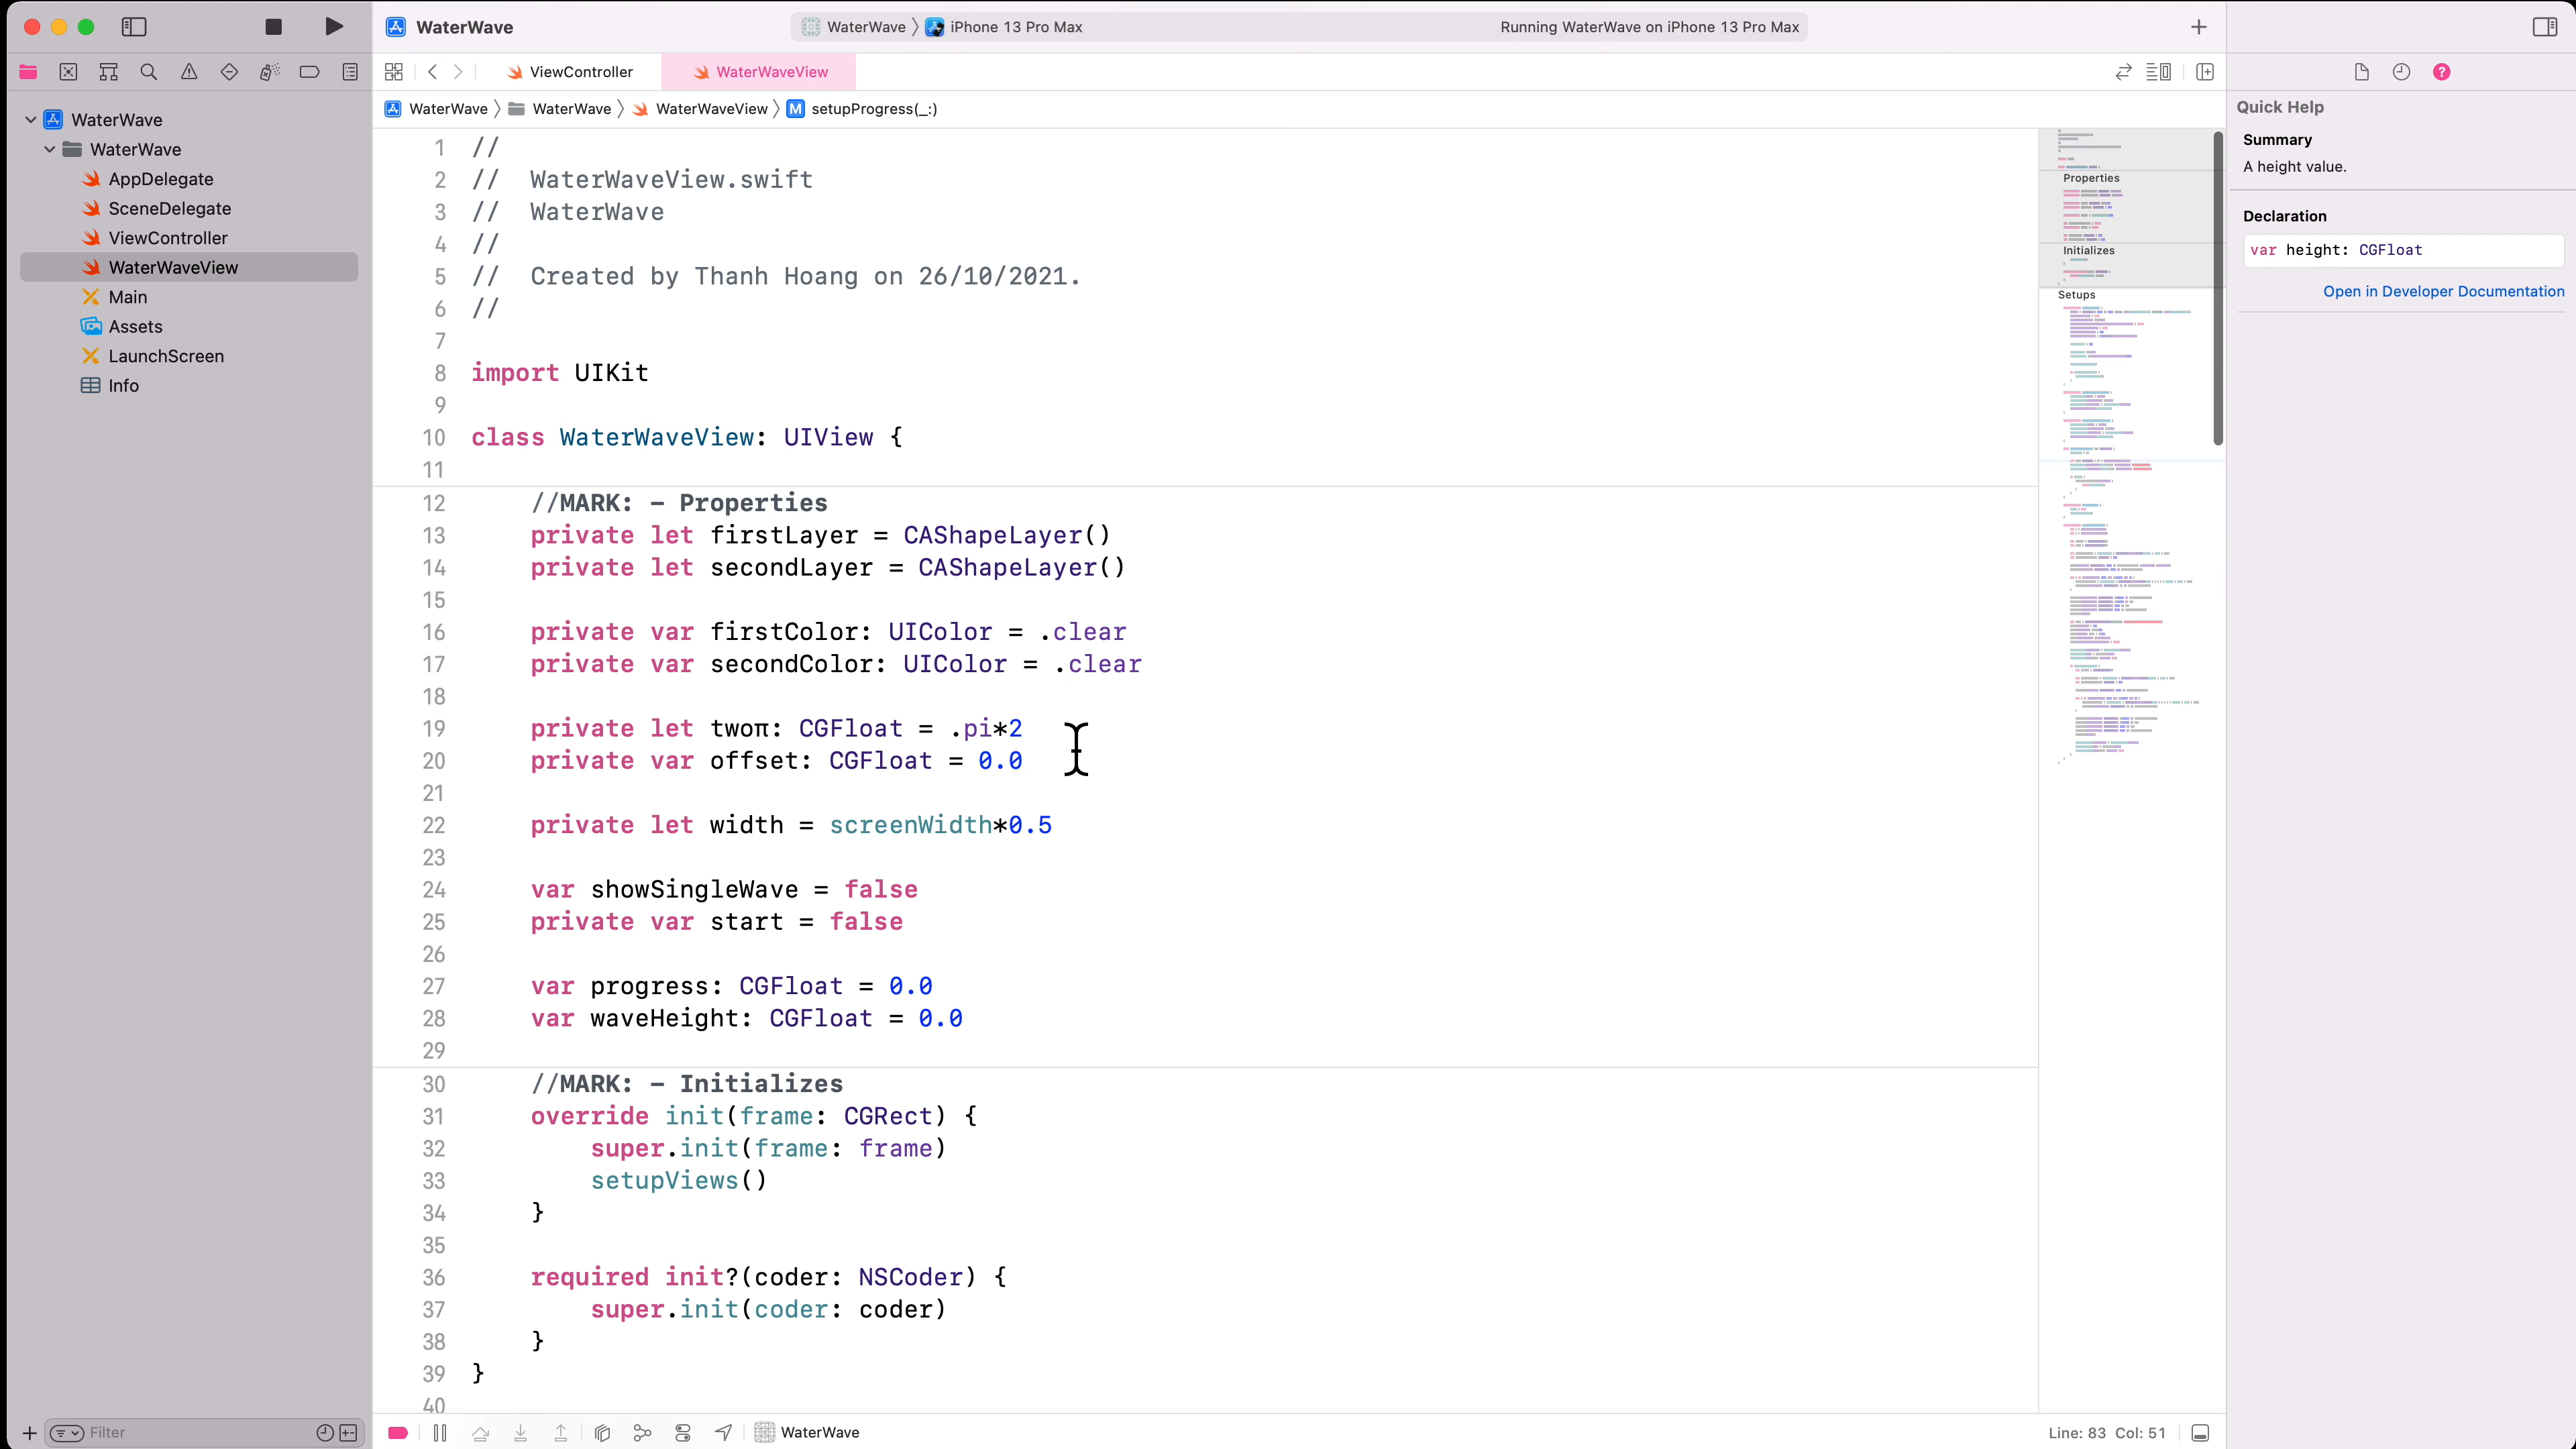 WaterWave
WaterWave
iPhone 13 Pro Max
Running WaterWave on iPhone 13 Pro Max
ViewController
WaterWaveView
WaterWave
WaterWave
WaterWaveView
M
setupProgress(_:)
WaterWave
WaterWave
AppDelegate
SceneDelegate
ViewController
WaterWaveView
Main
Assets
LaunchScreen
Info
1 //
2 //  WaterWaveView.swift
3 //  WaterWave
4 //
5 //  Created by Thanh Hoang on 26/10/2021.
6 //
7
8 import UIKit
9
10 class WaterWaveView: UIView {
11
12     //MARK: - Properties
13     private let firstLayer = CAShapeLayer()
14     private let secondLayer = CAShapeLayer()
15
16     private var firstColor: UIColor = .clear
17     private var secondColor: UIColor = .clear
18
19     private let twoπ: CGFloat = .pi*2
20     private var offset: CGFloat = 0.0
21
22     private let width = screenWidth*0.5
23
24     var showSingleWave = false
25     private var start = false
26
27     var progress: CGFloat = 0.0
28     var waveHeight: CGFloat = 0.0
29
30     //MARK: - Initializes
31     override init(frame: CGRect) {
32         super.init(frame: frame)
33         setupViews()
34     }
35
36     required init?(coder: NSCoder) {
37         super.init(coder: coder)
38     }
39 }
40
Properties
Initializes
Setups
Quick Help
Summary
A height value.
Declaration
var height: CGFloat
Open in Developer Documentation
Filter
WaterWave
Line: 83 Col: 51